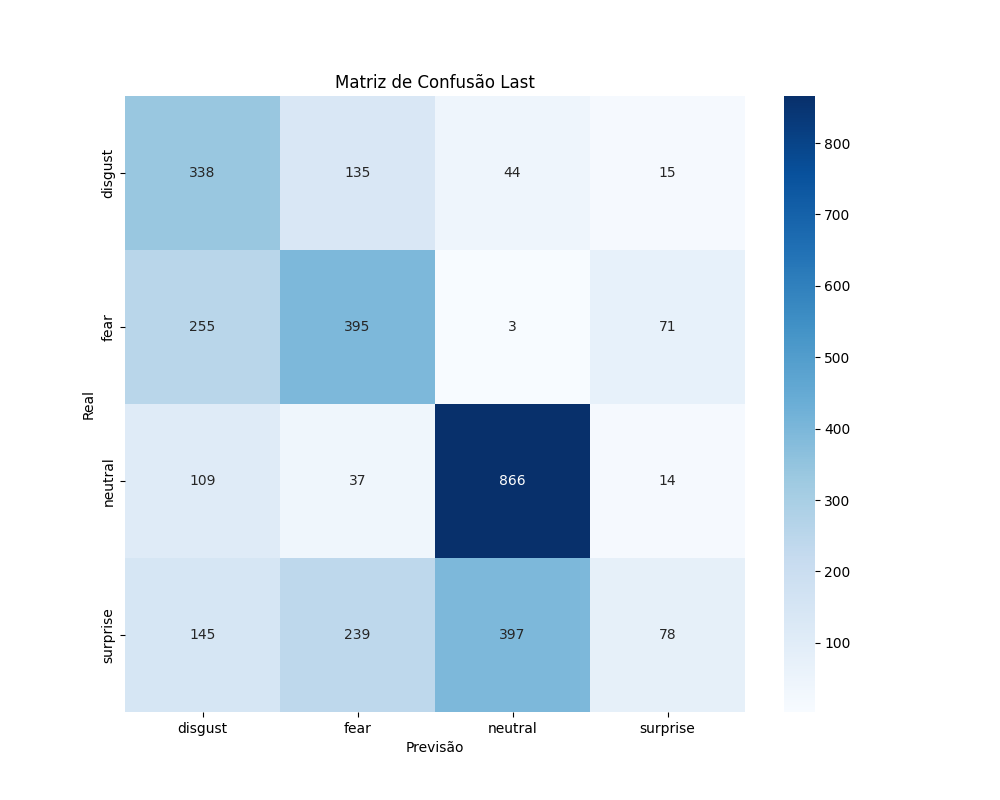 Matriz de Confusão Last
Real
disgust
338 135 44 15
fear
255 395 3 71
neutral
109 37 866 14
surprise
145 239 397 78
disgust fear neutral surprise
Previsão
800
700
600
500
400
300
200
100